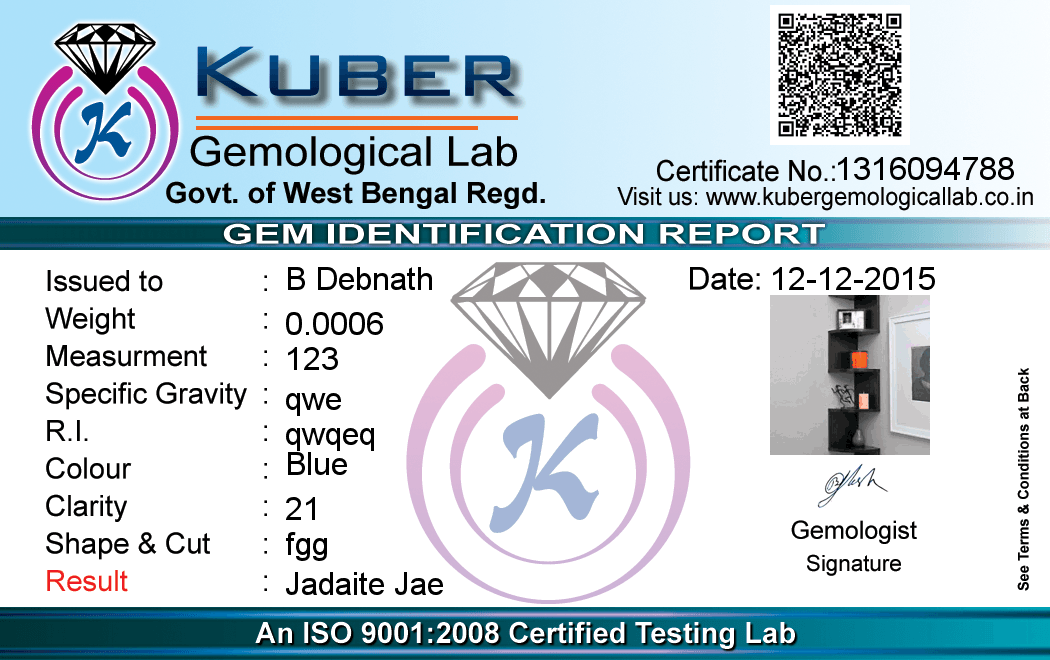 K
KUBER
Gemological Lab
Govt. of West Bengal Regd.
Certificate No.:1316094788
Visit us: www.kubergemologicallab.co.in
GEM IDENTIFICATION REPORT
Issued to : B Debnath
Date: 12-12-2015
Weight : 0.0006
Measurment : 123
Specific Gravity : qwe
R.I. : qwqeq
Colour : Blue
Clarity : 21
Shape & Cut : fgg
Result : Jadaite Jae
K
Gemologist
Signature
See Terms & Conditions at Back
An ISO 9001:2008 Certified Testing Lab